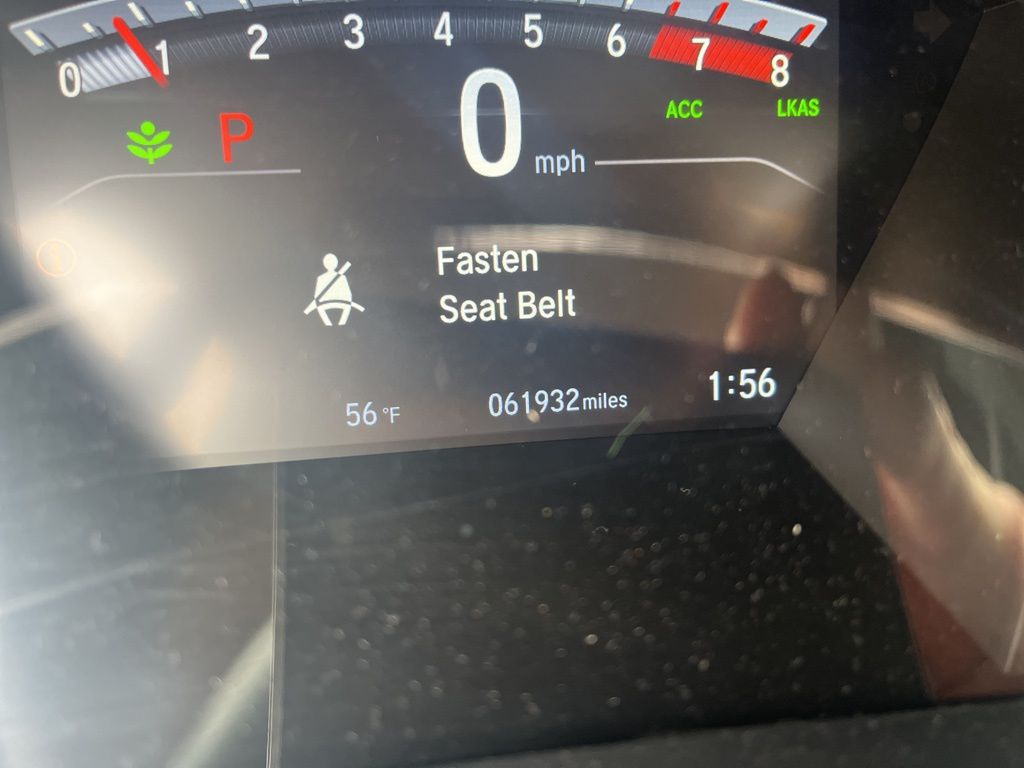 0 1 2 3 4 5 6 7 8
P 0 mph ACC LKAS
Fasten
Seat Belt
56 °F 061932 miles 1:56